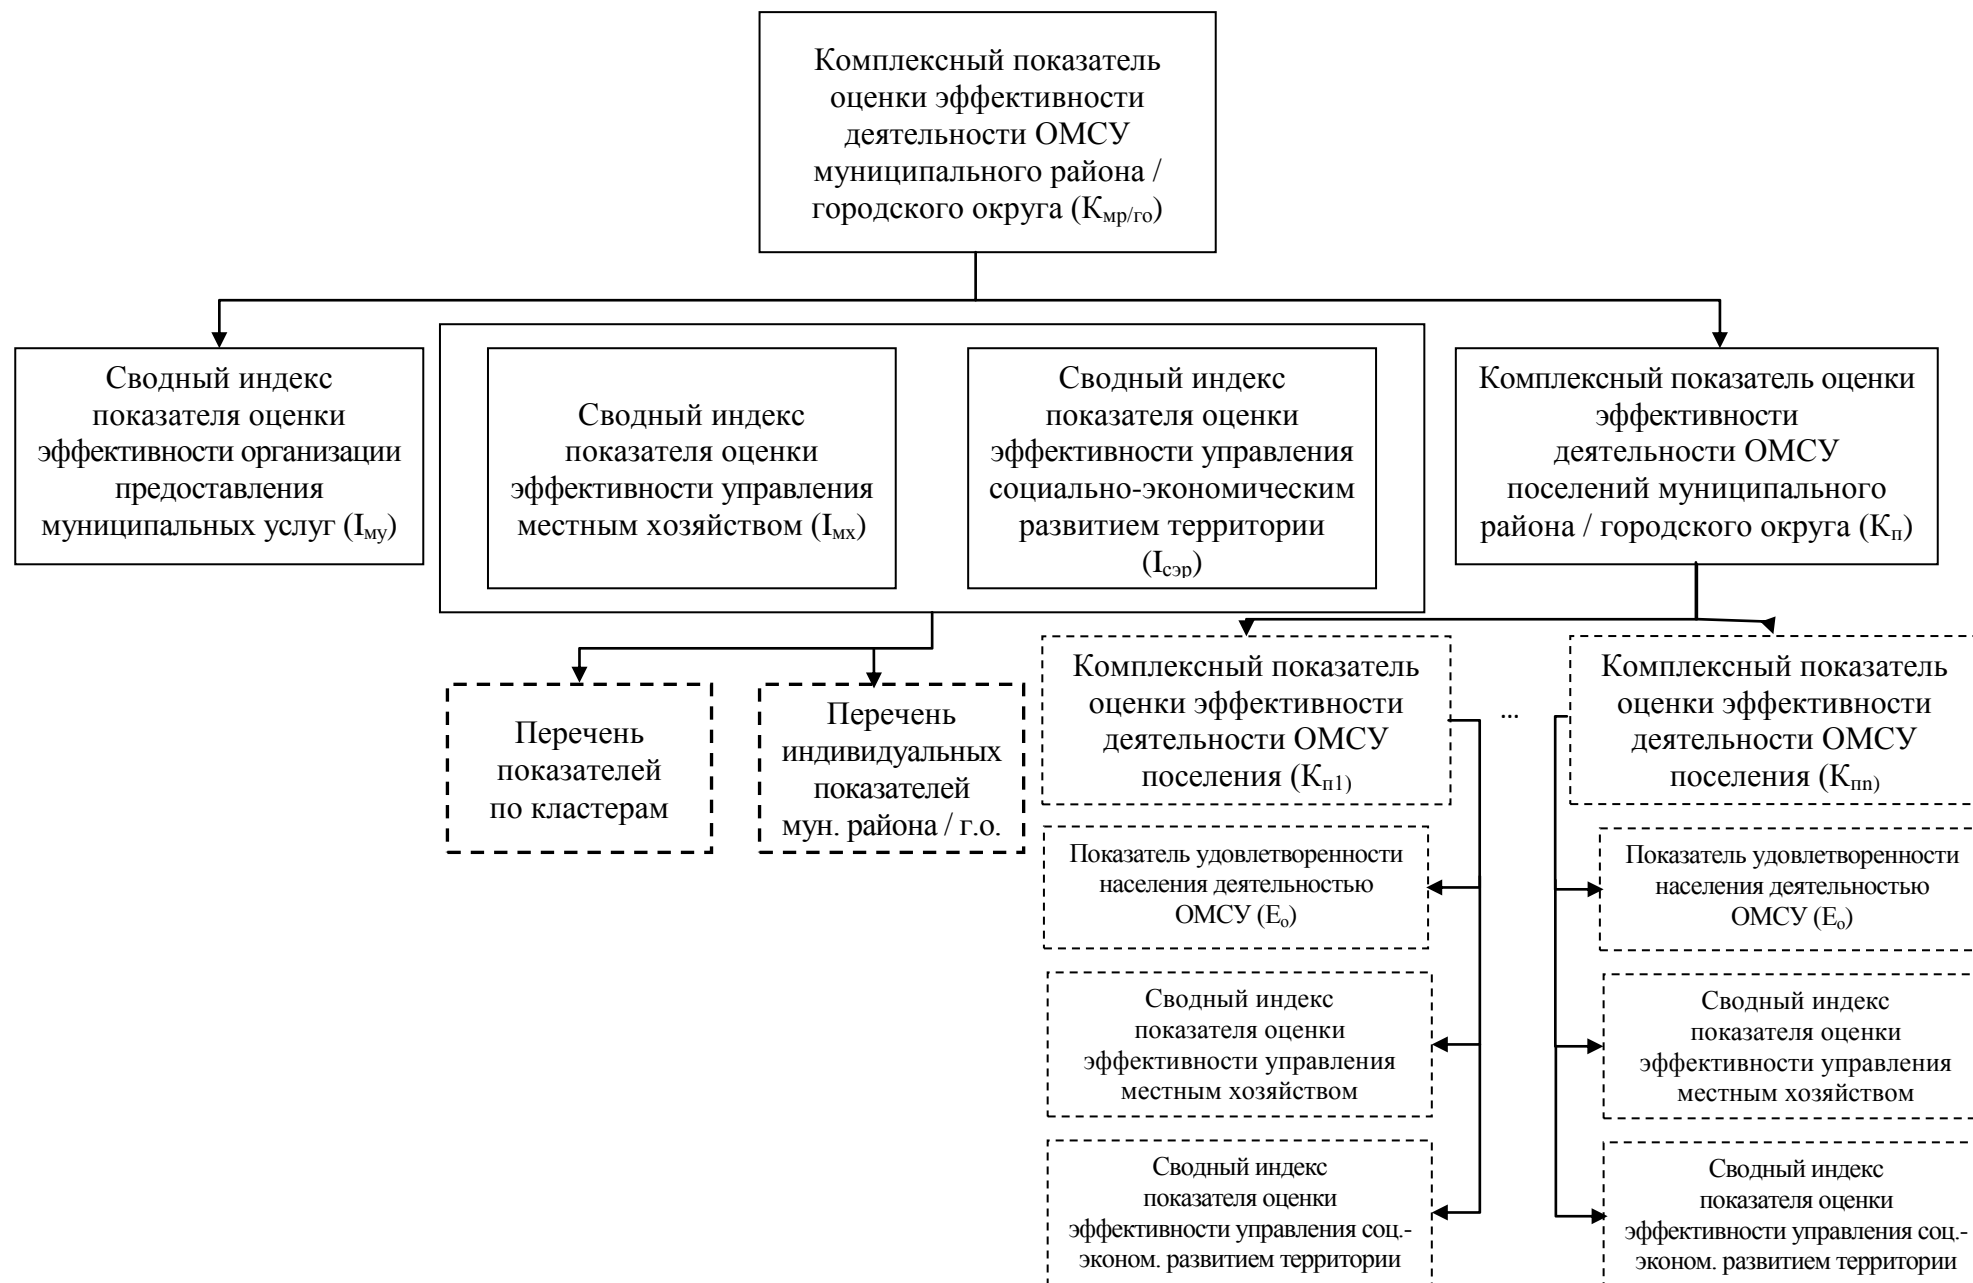 Комплексный показатель
оценки эффективности
деятельности ОМСУ
муниципального района /
городского округа (Kмр/го)
Сводный индекс
показателя оценки
эффективности организации
предоставления
муниципальных услуг (Iму)
Сводный индекс
показателя оценки
эффективности управления
местным хозяйством (Iмх)
Сводный индекс
показателя оценки
эффективности управления
социально-экономическим
развитием территории
(Iсэр)
Комплексный показатель оценки
эффективности
деятельности ОМСУ
поселений муниципального
района / городского округа (Kп)
Перечень
показателей
по кластерам
Перечень
индивидуальных
показателей
мун. района / г.о.
Комплексный показатель
оценки эффективности
деятельности ОМСУ
поселения (Kп1)
...
Комплексный показатель
оценки эффективности
деятельности ОМСУ
поселения (Kпn)
Показатель удовлетворенности
населения деятельностью
ОМСУ (Eо)
Сводный индекс
показателя оценки
эффективности управления
местным хозяйством
Сводный индекс
показателя оценки
эффективности управления соц.-
эконом. развитием территории
Показатель удовлетворенности
населения деятельностью
ОМСУ (Eо)
Сводный индекс
показателя оценки
эффективности управления
местным хозяйством
Сводный индекс
показателя оценки
эффективности управления соц.-
эконом. развитием территории